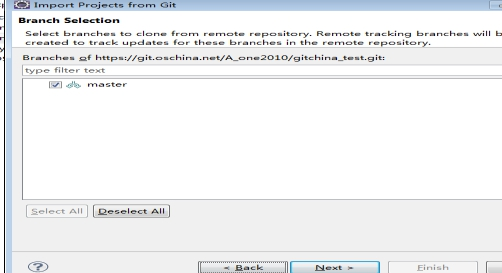 Import Projects from Git
Branch Selection
Select branches to clone from remote repository. Remote tracking branches will b
created to track updates for these branches in the remote repository.
Branches of https://git.oschina.net/A_one2010/gitchina_test.git:
type filter text
master
Select All Deselect All
< Back Next > Finish